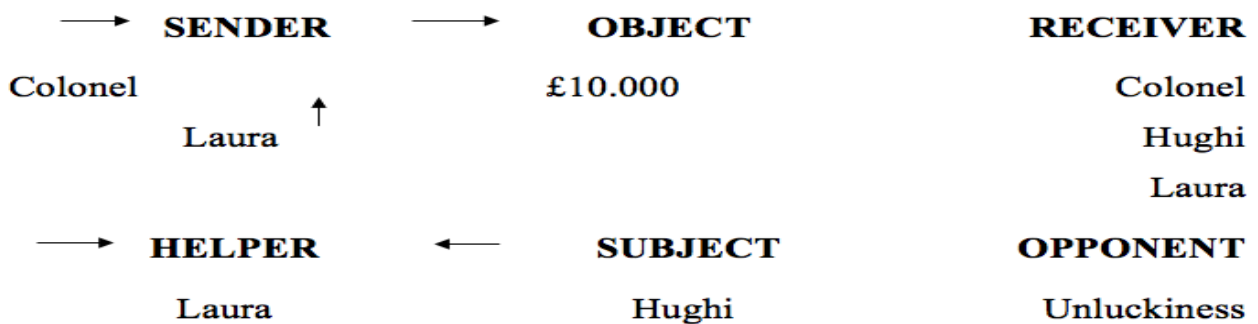 SENDER OBJECT RECEIVER
Colonel £10.000 Colonel
Laura Hughi
Laura
HELPER SUBJECT OPPONENT
Laura Hughi Unluckiness